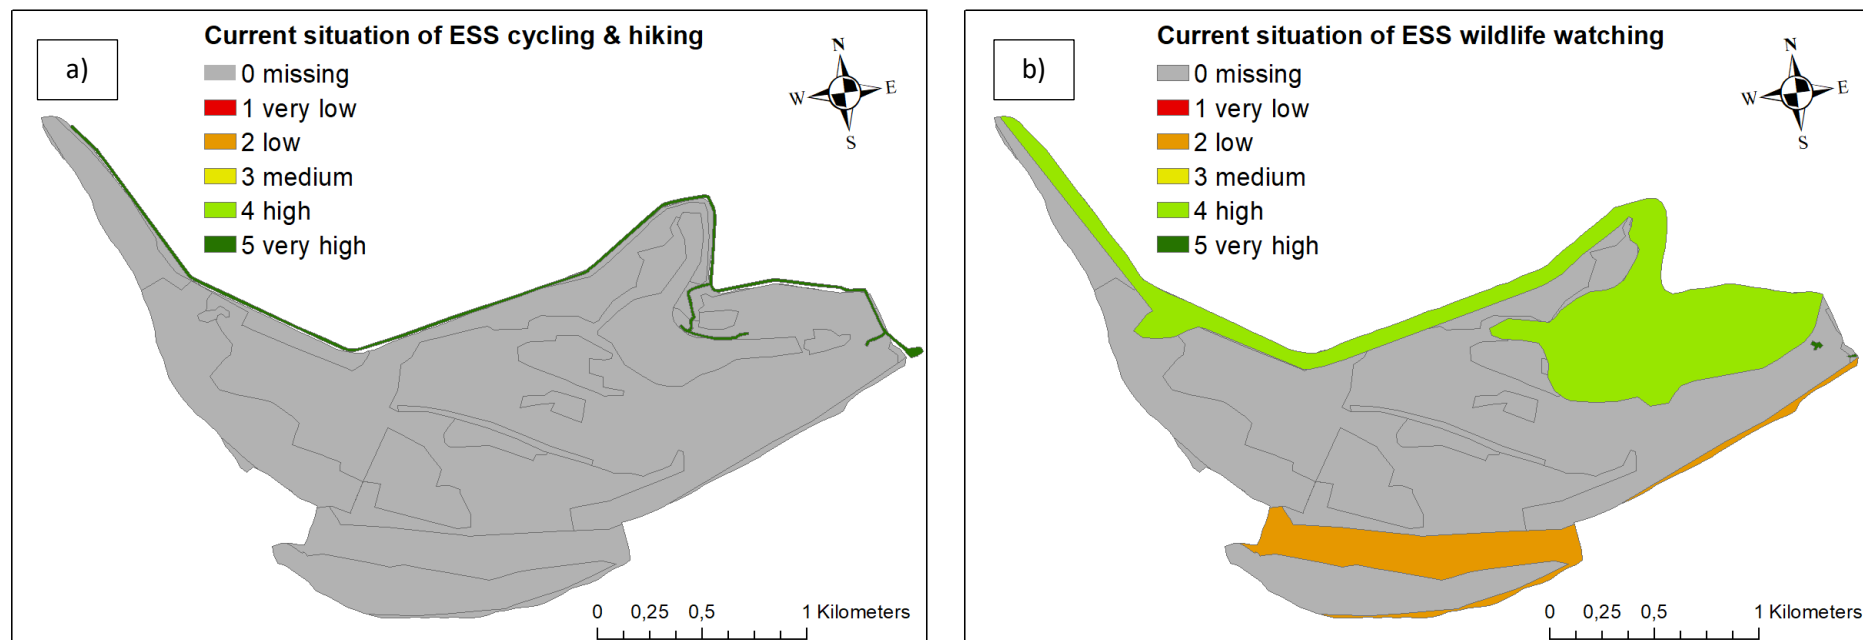 a)
Current situation of ESS cycling & hiking
0 missing
1 very low
2 low
3 medium
4 high
5 very high
N
W E
S
0 0,25 0,5 1 Kilometers
b)
Current situation of ESS wildlife watching
0 missing
1 very low
2 low
3 medium
4 high
5 very high
N
W E
S
0 0,25 0,5 1 Kilometers